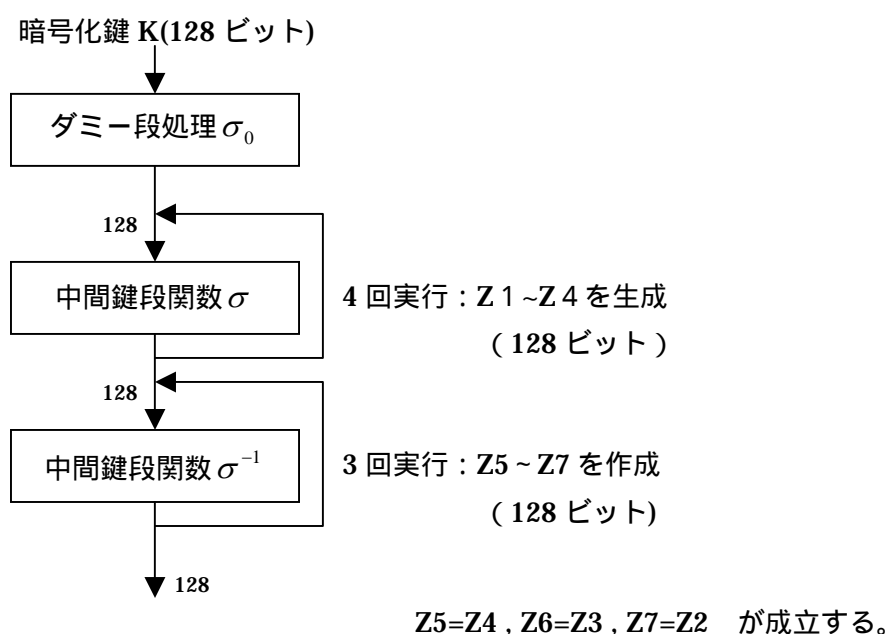 暗号化鍵 K(128 ビット)
ダミー段処理 σ₀
128
中間鍵段関数 σ
4 回実行：Z１~Z４を生成
（128 ビット）
128
中間鍵段関数 σ⁻¹
3 回実行：Z5 ~ Z7 を作成
（128 ビット)
128
Z5=Z4 , Z6=Z3 , Z7=Z2　が成立する。